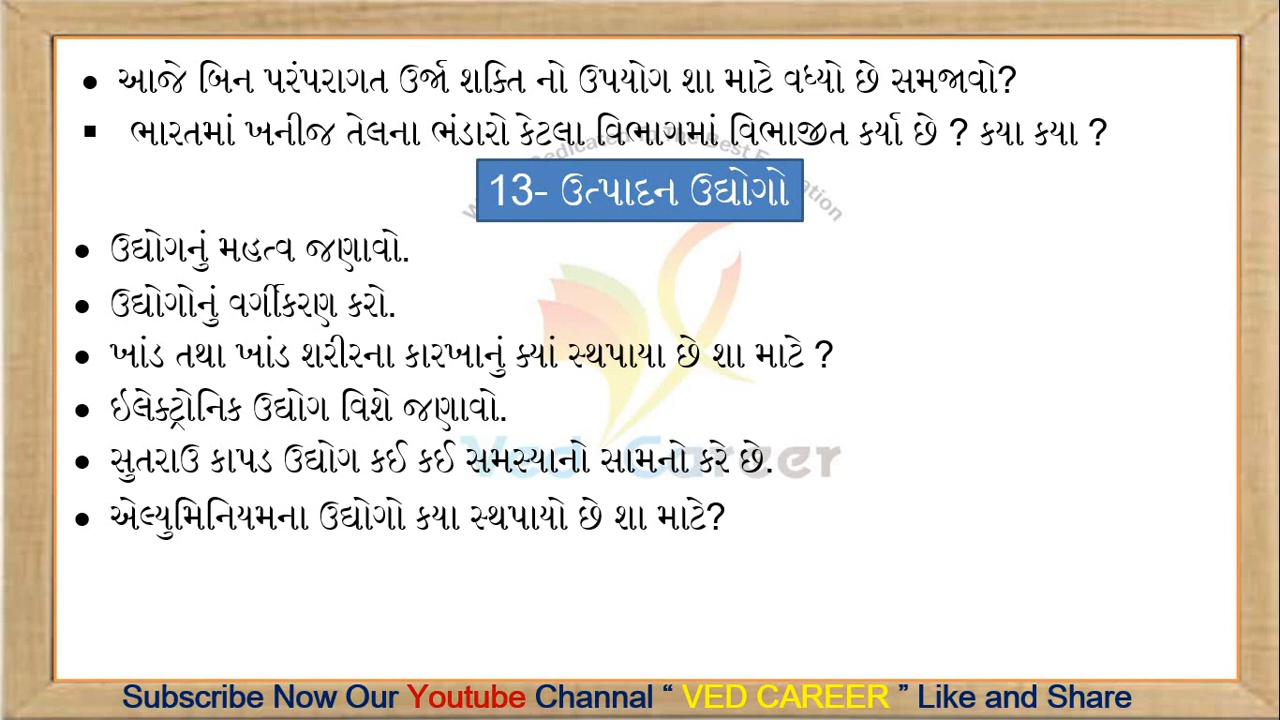 • આજે બિન પરંપરાગત ઉર્જા શક્તિ નો ઉપયોગ શા માટે વધ્યો છે સમજાવો?
▪ ભારતમાં ખનીજ તેલના ભંડારો કેટલા વિભાગમાં વિભાજીત કર્યા છે ? કયા કયા ?
13- ઉત્પાદન ઉદ્યોગો
• ઉદ્યોગનું મહત્વ જણાવો.
• ઉદ્યોગોનું વર્ગીકરણ કરો.
• ખાંડ તથા ખાંડ શરીરના કારખાનું ક્યાં સ્થપાયા છે શા માટે ?
• ઇલેક્ટ્રોનિક ઉદ્યોગ વિશે જણાવો.
• સુતરાઉ કાપડ ઉદ્યોગ કઈ કઈ સમસ્યાનો સામનો કરે છે.
• એલ્યુમિનિયમના ઉદ્યોગો કયા સ્થપાયો છે શા માટે?
Ved Career
Subscribe Now Our Youtube Channal “ VED CAREER ” Like and Share